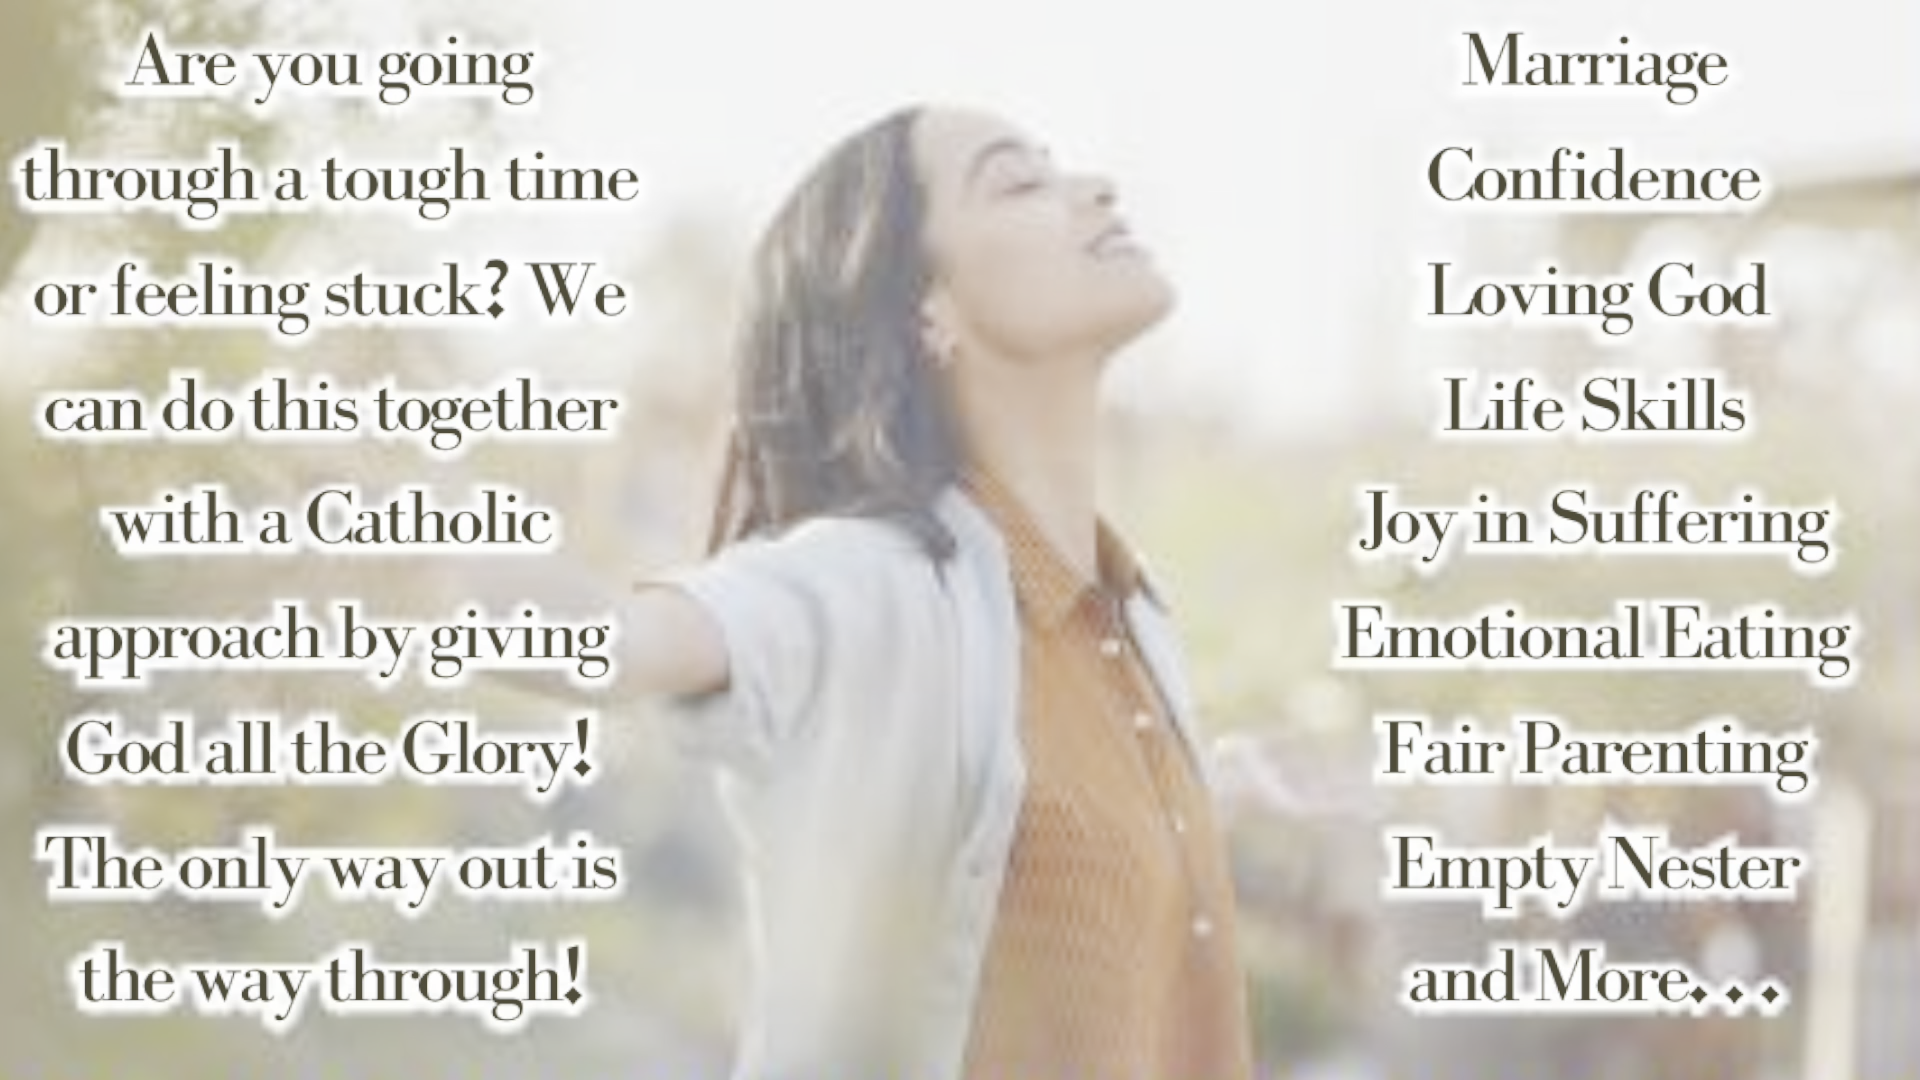 Are you going
through a tough time
or feeling stuck? We
can do this together
with a Catholic
approach by giving
God all the Glory!
The only way out is
the way through!
Marriage
Confidence
Loving God
Life Skills
Joy in Suffering
Emotional Eating
Fair Parenting
Empty Nester
and More...